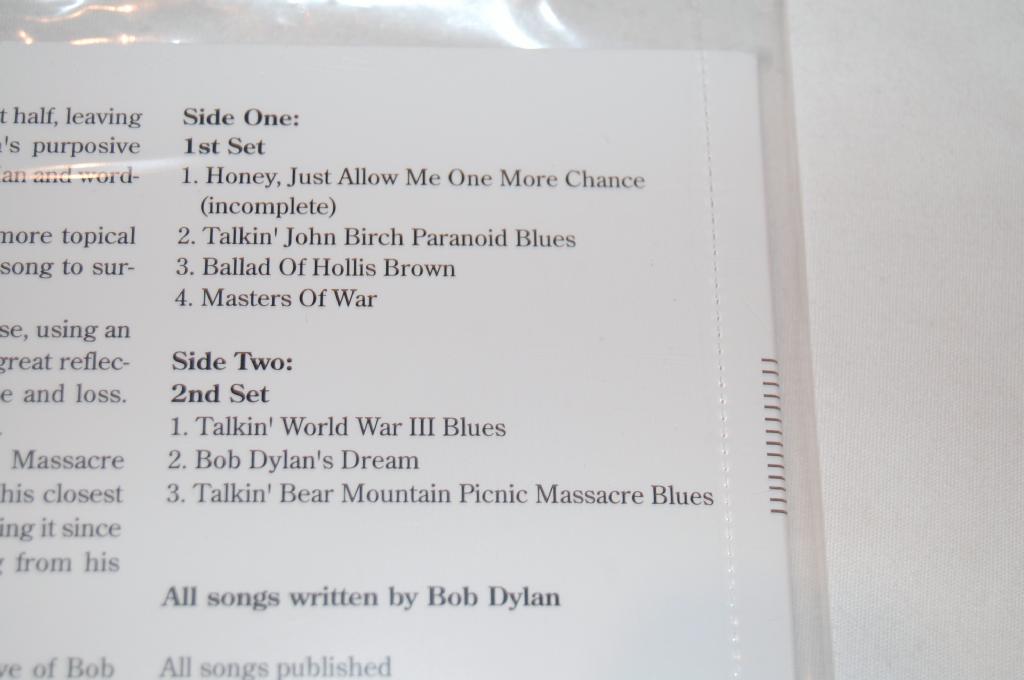 t half, leaving
's purposive
an and word-
more topical
song to sur-
se, using an
great reflec-
e and loss.
Massacre
his closest
ing it since
from his
ve of Bob
Side One:
1st Set
1. Honey, Just Allow Me One More Chance
(incomplete)
2. Talkin' John Birch Paranoid Blues
3. Ballad Of Hollis Brown
4. Masters Of War
Side Two:
2nd Set
1. Talkin' World War III Blues
2. Bob Dylan's Dream
3. Talkin' Bear Mountain Picnic Massacre Blues
All songs written by Bob Dylan
All songs published